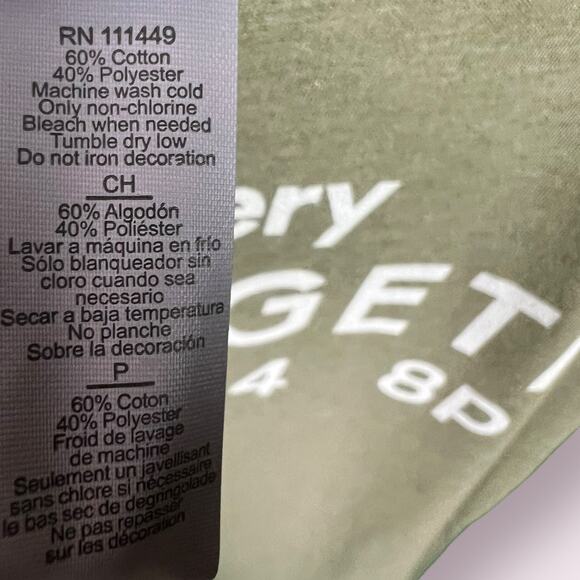 RN 111449
60% Cotton
40% Polyester
Machine wash cold
Only non-chlorine
Bleach when needed
Tumble dry low
Do not iron decoration
CH
60% Algodón
40% Poliéster
Lavar a máquina en frío
Sólo blanqueador sin
cloro cuando sea
necesario
Secar a baja temperatura
No planche
Sobre la decoración
P
60% Coton
40% Polyester
Froid de lavage
de machine
Seulement un javellisant
sans chlore si nécessaire
le bas sec de degringolade
Ne pas repasser
sur les décoration
ery
GET
4 8P